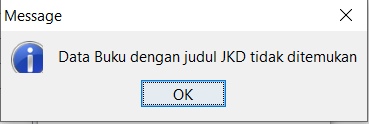 Message
Data Buku dengan judul JKD tidak ditemukan
OK